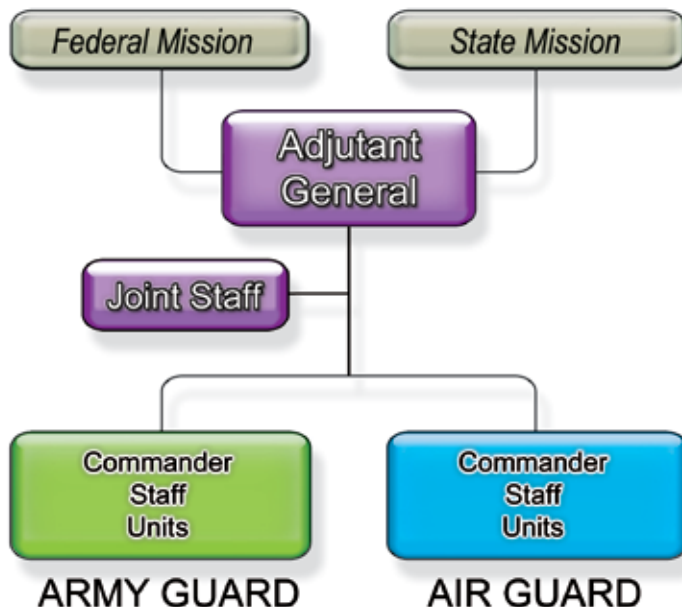 Federal Mission
State Mission
Adjutant
General
Joint Staff
Commander
Staff
Units
Commander
Staff
Units
ARMY GUARD
AIR GUARD